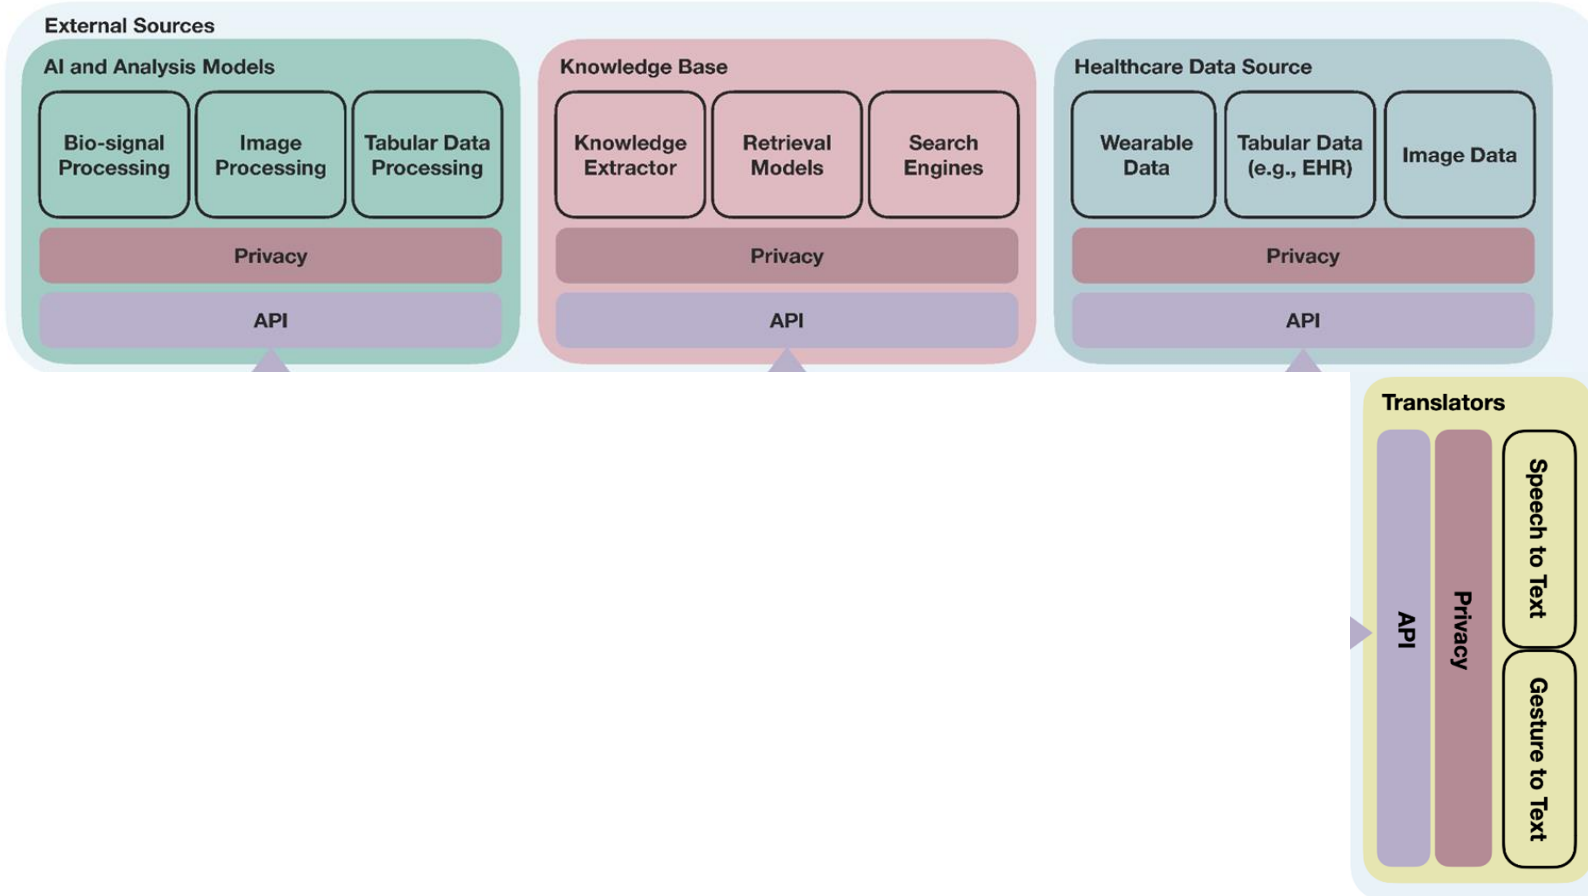 External Sources
AI and Analysis Models
Bio-signal
Processing
Image
Processing
Tabular Data
Processing
Privacy
API
Knowledge Base
Knowledge
Extractor
Retrieval
Models
Search
Engines
Privacy
API
Healthcare Data Source
Wearable
Data
Tabular Data
(e.g., EHR)
Image Data
Privacy
API
Translators
API
Privacy
Speech to Text
Gesture to Text